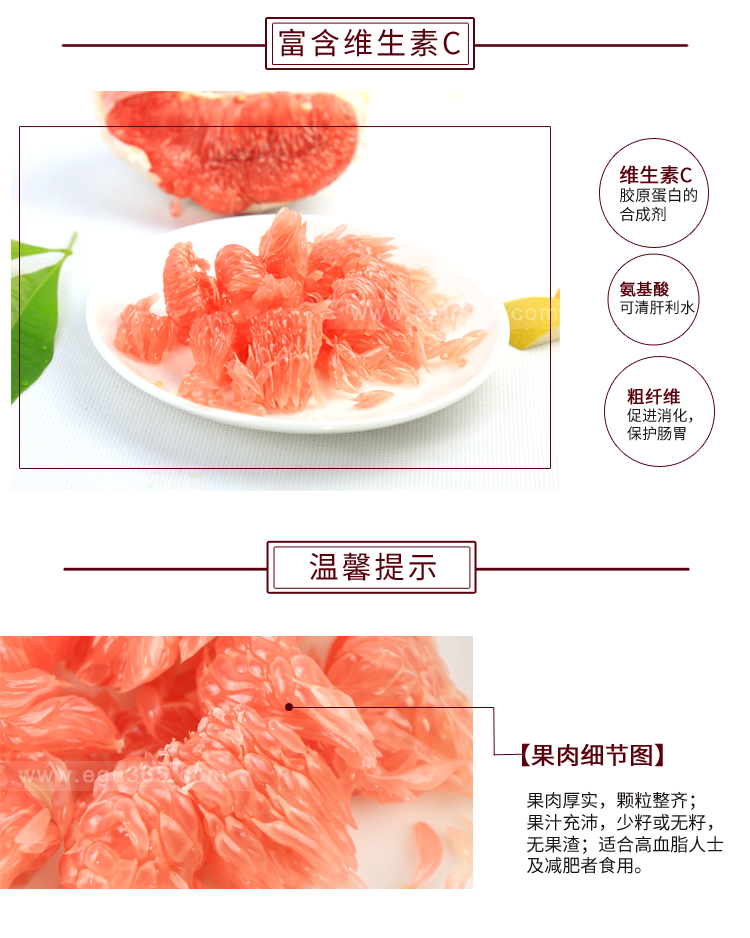 富含维生素C
维生素C
胶原蛋白的
合成剂
氨基酸
可清肝利水
粗纤维
促进消化，
保护肠胃
温馨提示
【果肉细节图】
www.egu365.com
果肉厚实，颗粒整齐；
果汁充沛，少籽或无籽，
无果渣；适合高血脂人士
及减肥者食用。